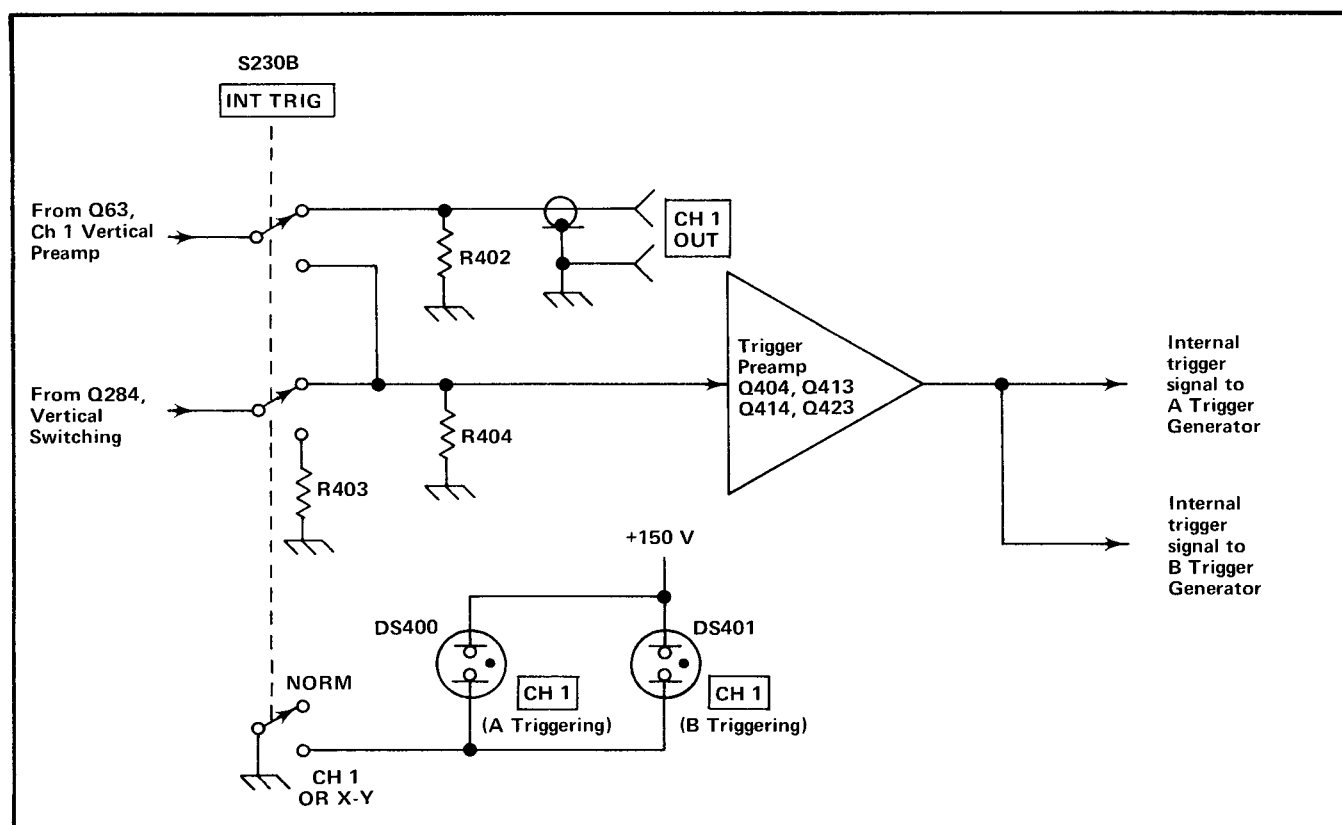 S230B
INT TRIG
From Q63,
Ch 1 Vertical
Preamp
R402
CH 1
OUT
From Q284,
Vertical
Switching
R403
R404
Trigger
Preamp
Q404, Q413
Q414, Q423
Internal
trigger
signal to
A Trigger
Generator
Internal
trigger
signal to
B Trigger
Generator
+150 V
DS400
DS401
CH 1
(A Triggering)
CH 1
(B Triggering)
NORM
CH 1
OR X-Y